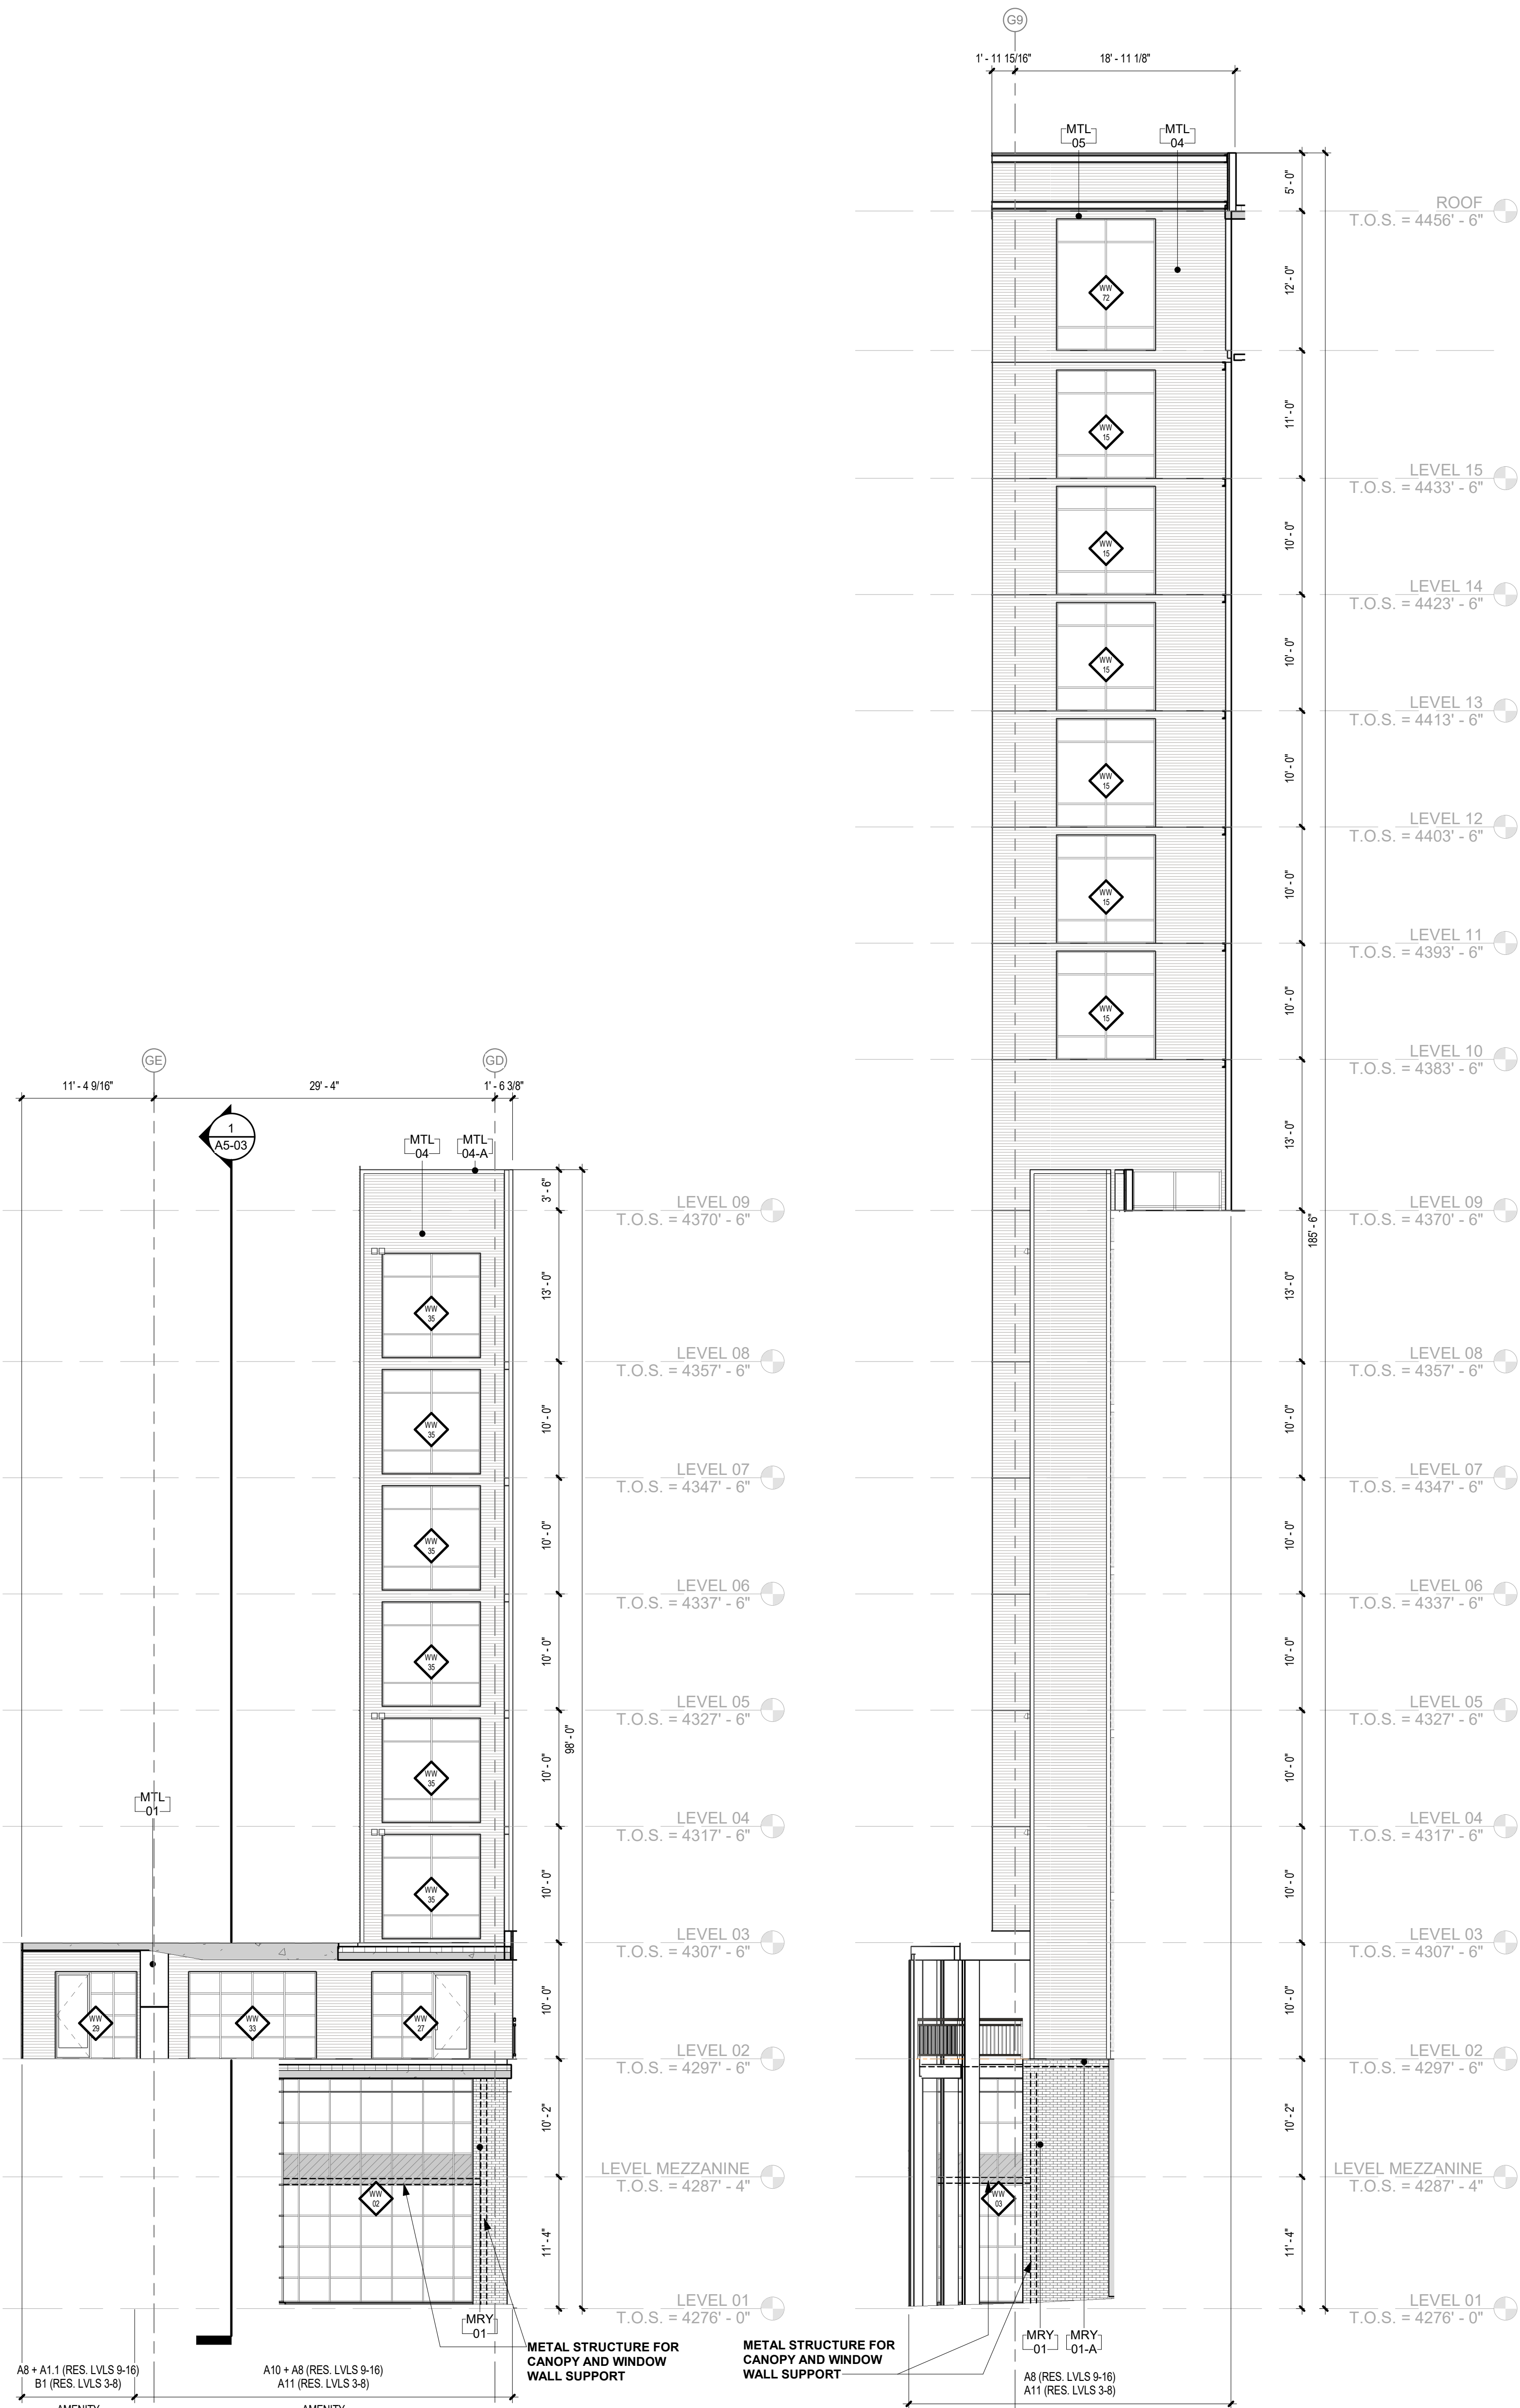 G9
1' - 11 15/16"
18' - 11 1/8"
MTL
05
MTL
04
5' - 0"
ROOF
T.O.S. = 4456' - 6"
12' - 0"
WW
72
11' - 0"
WW
15
LEVEL 15
T.O.S. = 4433' - 6"
10' - 0"
WW
15
LEVEL 14
T.O.S. = 4423' - 6"
10' - 0"
WW
15
LEVEL 13
T.O.S. = 4413' - 6"
10' - 0"
WW
15
LEVEL 12
T.O.S. = 4403' - 6"
10' - 0"
WW
15
LEVEL 11
T.O.S. = 4393' - 6"
10' - 0"
WW
15
LEVEL 10
T.O.S. = 4383' - 6"
13' - 0"
LEVEL 09
T.O.S. = 4370' - 6"
185' - 6"
13' - 0"
LEVEL 08
T.O.S. = 4357' - 6"
10' - 0"
LEVEL 07
T.O.S. = 4347' - 6"
10' - 0"
LEVEL 06
T.O.S. = 4337' - 6"
10' - 0"
LEVEL 05
T.O.S. = 4327' - 6"
10' - 0"
LEVEL 04
T.O.S. = 4317' - 6"
10' - 0"
LEVEL 03
T.O.S. = 4307' - 6"
10' - 0"
LEVEL 02
T.O.S. = 4297' - 6"
10' - 2"
LEVEL MEZZANINE
T.O.S. = 4287' - 4"
WW
03
11' - 4"
LEVEL 01
T.O.S. = 4276' - 0"
MRY
01
MRY
01-A
METAL STRUCTURE FOR
CANOPY AND WINDOW
WALL SUPPORT
A8 (RES. LVLS 9-16)
A11 (RES. LVLS 3-8)
GE
GD
11' - 4 9/16"
29' - 4"
1' - 6 3/8"
1
A5-03
MTL
04
MTL
04-A
3' - 6"
LEVEL 09
T.O.S. = 4370' - 6"
13' - 0"
WW
35
LEVEL 08
T.O.S. = 4357' - 6"
10' - 0"
WW
35
LEVEL 07
T.O.S. = 4347' - 6"
10' - 0"
WW
35
LEVEL 06
T.O.S. = 4337' - 6"
10' - 0"
WW
35
LEVEL 05
T.O.S. = 4327' - 6"
98' - 0"
10' - 0"
WW
35
MTL
01
LEVEL 04
T.O.S. = 4317' - 6"
10' - 0"
WW
35
LEVEL 03
T.O.S. = 4307' - 6"
10' - 0"
WW
29
WW
33
WW
27
LEVEL 02
T.O.S. = 4297' - 6"
10' - 2"
LEVEL MEZZANINE
T.O.S. = 4287' - 4"
WW
02
11' - 4"
LEVEL 01
T.O.S. = 4276' - 0"
MRY
01
METAL STRUCTURE FOR
CANOPY AND WINDOW
WALL SUPPORT
A8 + A1.1 (RES. LVLS 9-16)
B1 (RES. LVLS 3-8)
AMENITY
A10 + A8 (RES. LVLS 9-16)
A11 (RES. LVLS 3-8)
AMENITY